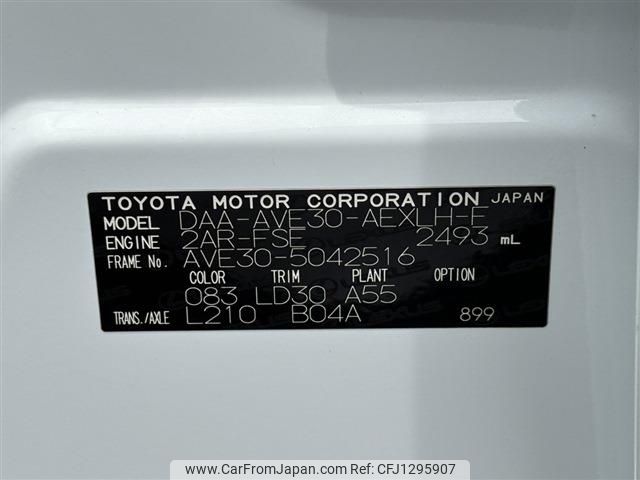 TOYOTA MOTOR CORPORATION JAPAN
MODEL DAA-AVE30-AEXLH-F
ENGINE 2AR-FSE 2493 mL
FRAME No. AVE30-5042516
COLOR TRIM PLANT OPTION
083 LD30 A55
TRANS./AXLE L210 B04A 899
www.CarFromJapan.com/CFJ1295907